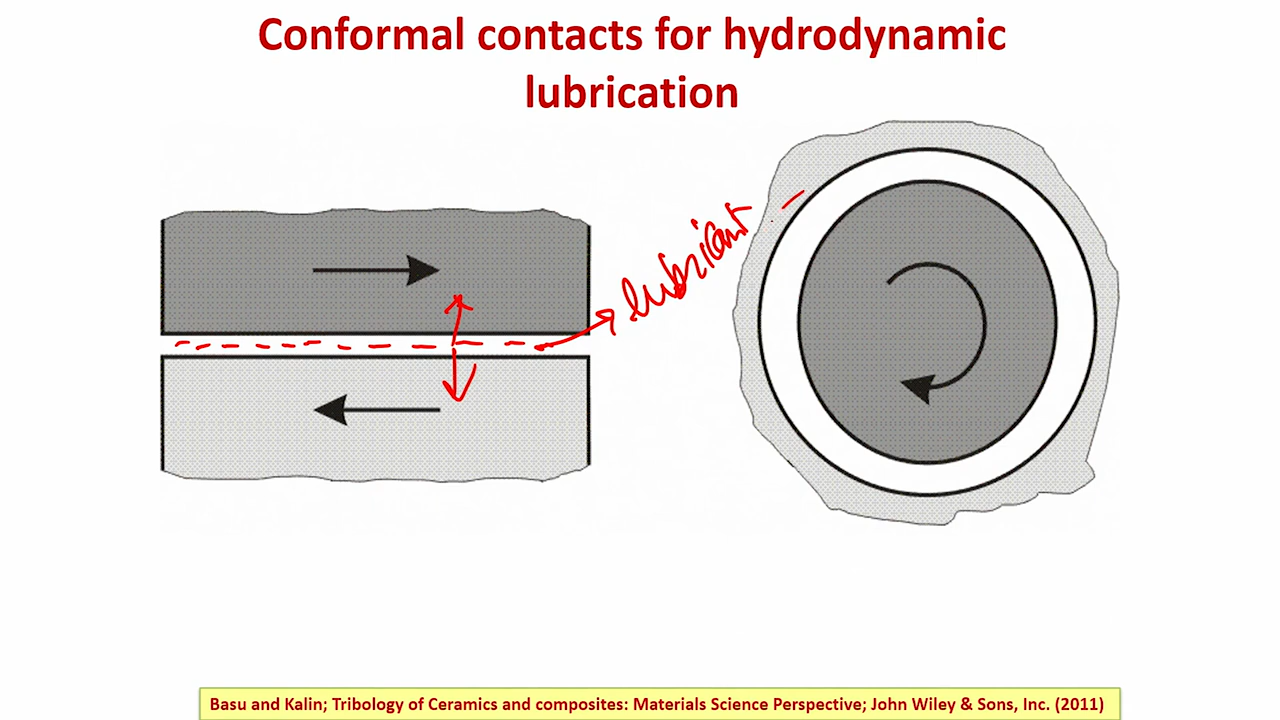 Conformal contacts for hydrodynamic
lubrication
lubricant
Basu and Kalin; Tribology of Ceramics and composites: Materials Science Perspective; John Wiley & Sons, Inc. (2011)